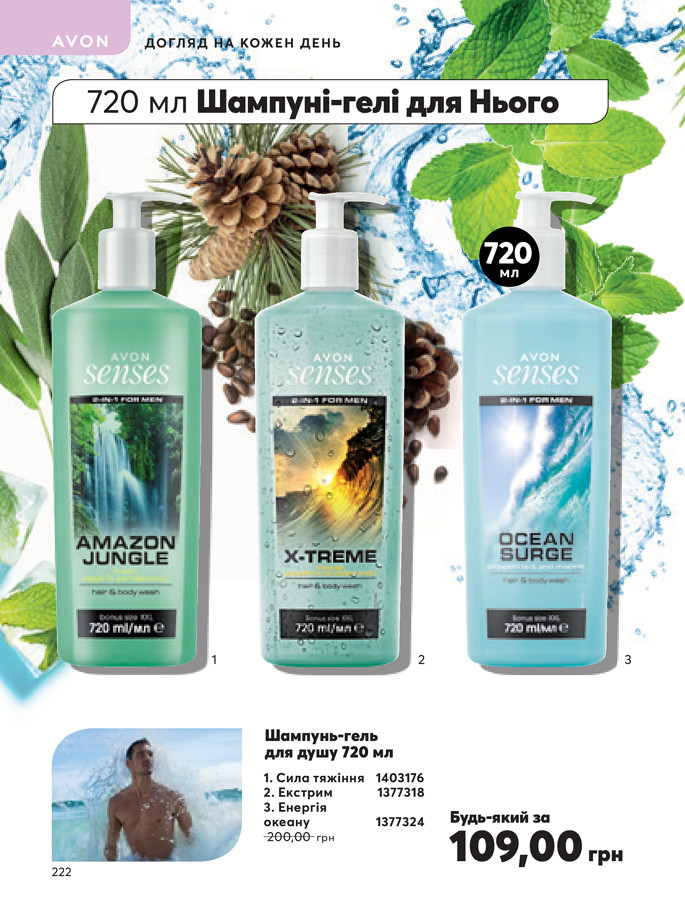 AVON
ДОГЛЯД НА КОЖЕН ДЕНЬ
720 мл Шампуні-гелі для Нього
720
мл
AVON
senses
2-IN-1 FOR MEN
AMAZON
JUNGLE
hair & body wash
bonus size XXL
720 ml/мл e
1
AVON
senses
2-IN-1 FOR MEN
X-TREME
hair & body wash
bonus size XXL
720 ml/мл e
2
AVON
senses
2-IN-1 FOR MEN
OCEAN
SURGE
peppermint and marine
hair & body wash
bonus size XXL
720 ml/мл e
3
Шампунь-гель
для душу 720 мл
1. Сила тяжіння 1403176
2. Екстрим 1377318
3. Енергія
океану 1377324
200,00 грн
Будь-який за
109,00 грн
222